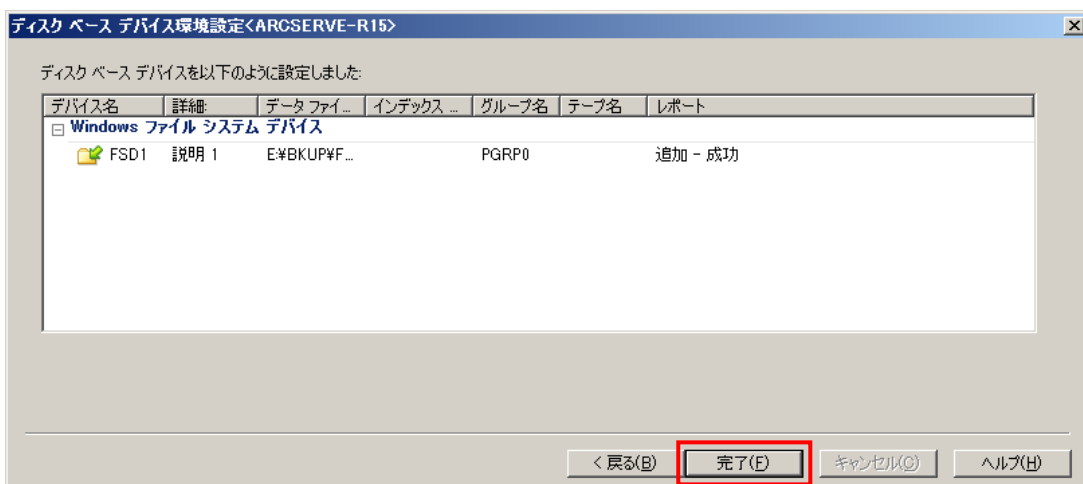 ディスク ベース デバイス環境設定<ARCSERVE-R15>
ディスク ベース デバイスを以下のように設定しました:
デバイス名 詳細: データ ファイ... インデックス ... グループ名 テープ名 レポート
Windows ファイル システム デバイス
FSD1 説明 1 E:¥BKUP¥F... PGRP0 追加 - 成功
< 戻る(B) 完了(F) キャンセル(C) ヘルプ(H)